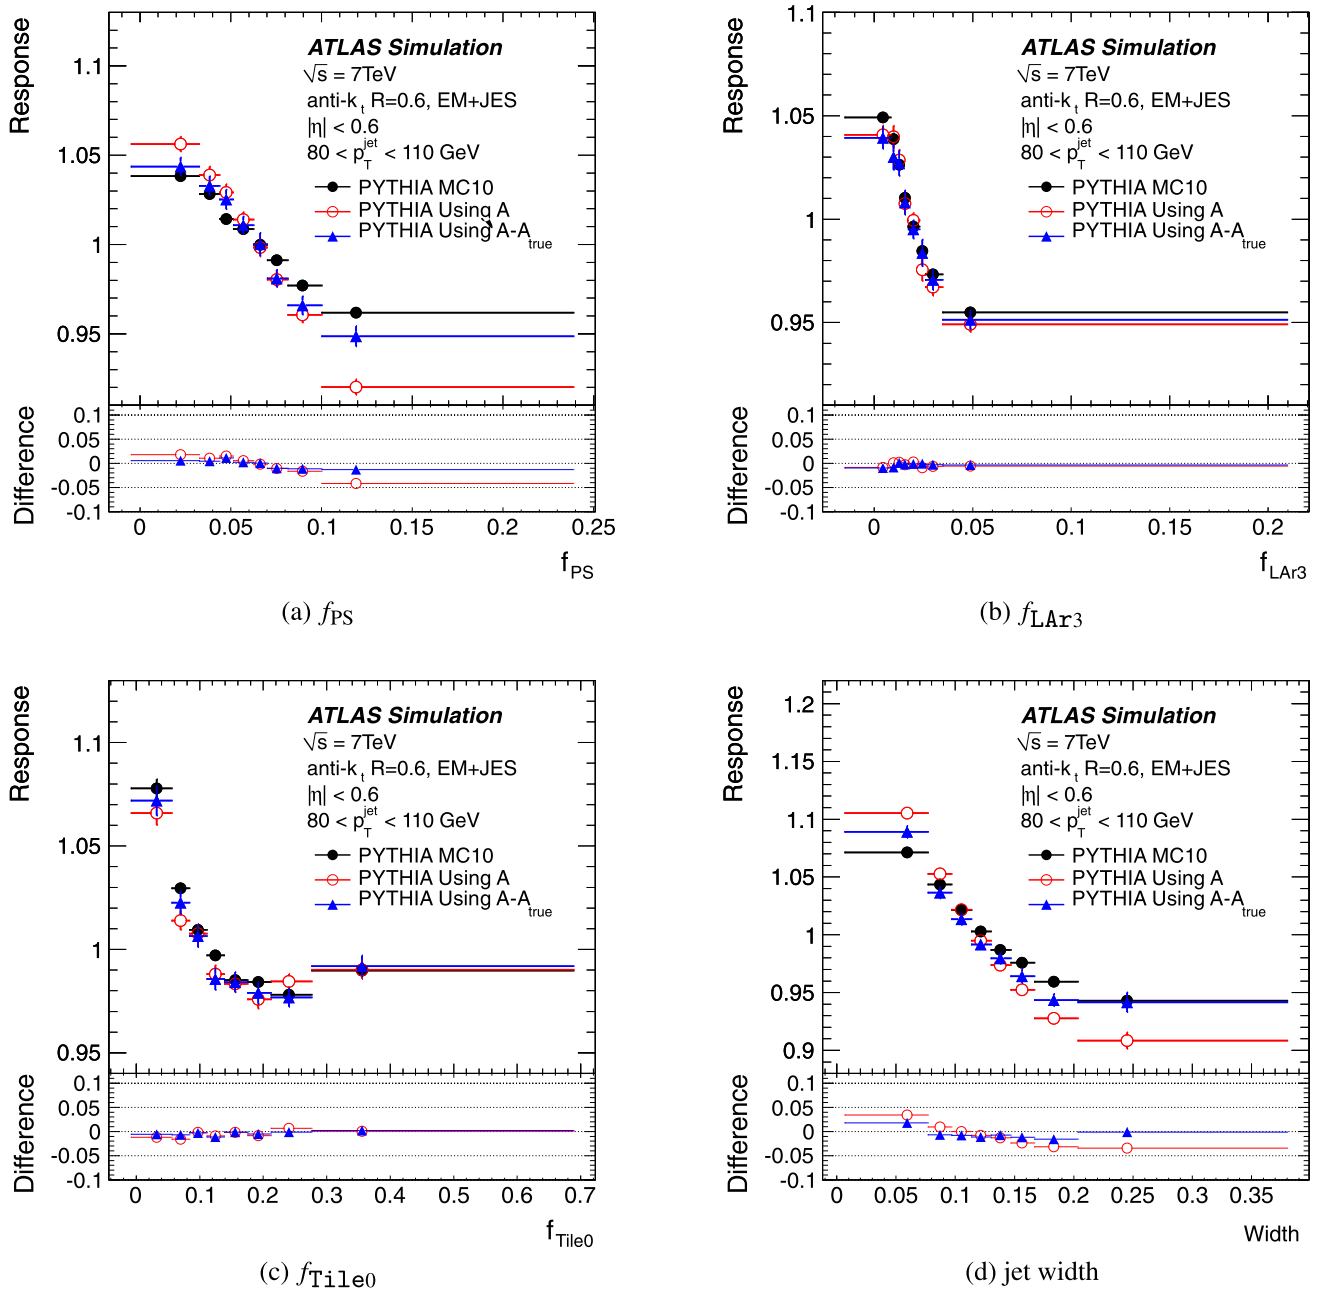 Response
1.1
1.05
1
0.95
ATLAS Simulation
√s = 7TeV
anti-k_t R=0.6, EM+JES
|η| < 0.6
80 < p_T^jet < 110 GeV
PYTHIA MC10
PYTHIA Using A
PYTHIA Using A-A_true
Difference
0.1
0.05
0
-0.05
-0.1
0 0.05 0.1 0.15 0.2 0.25
f_PS
(a) f_PS
Response
1.1
1.05
1
0.95
ATLAS Simulation
√s = 7TeV
anti-k_t R=0.6, EM+JES
|η| < 0.6
80 < p_T^jet < 110 GeV
PYTHIA MC10
PYTHIA Using A
PYTHIA Using A-A_true
Difference
0.1
0.05
0
-0.05
-0.1
0 0.05 0.1 0.15 0.2
f_LAr3
(b) f_LAr3
Response
1.1
1.05
1
0.95
ATLAS Simulation
√s = 7TeV
anti-k_t R=0.6, EM+JES
|η| < 0.6
80 < p_T^jet < 110 GeV
PYTHIA MC10
PYTHIA Using A
PYTHIA Using A-A_true
Difference
0.1
0.05
0
-0.05
-0.1
0 0.1 0.2 0.3 0.4 0.5 0.6 0.7
f_Tile0
(c) f_Tile0
Response
1.2
1.15
1.1
1.05
1
0.95
0.9
ATLAS Simulation
√s = 7TeV
anti-k_t R=0.6, EM+JES
|η| < 0.6
80 < p_T^jet < 110 GeV
PYTHIA MC10
PYTHIA Using A
PYTHIA Using A-A_true
Difference
0.1
0.05
0
-0.05
-0.1
0 0.05 0.1 0.15 0.2 0.25 0.3 0.35
Width
(d) jet width